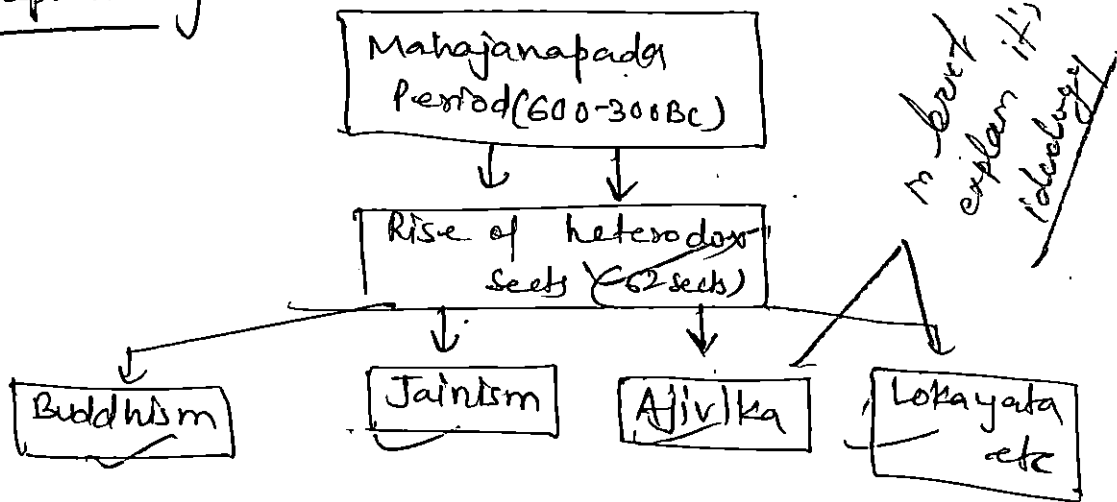 Mahajanapada
Period (600-300BC)
Rise of heterodox
sects (62 sects)
in brief
explain its
ideology
Buddhism
Jainism
Ajivika
Lokayata
etc